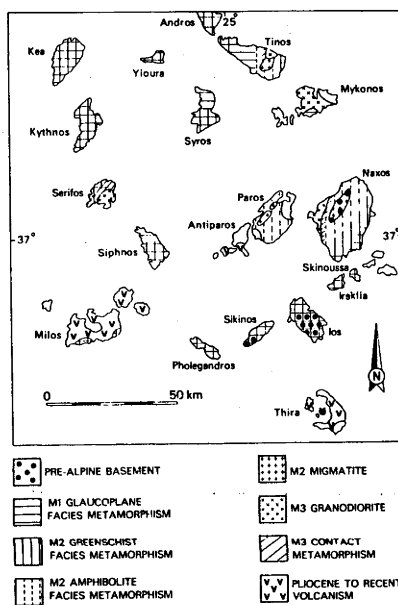 Andros
25°
Kea
Tinos
Yioura
Mykonos
Kythnos
Syros
Serifos
Paros
Naxos
Antiparos
37°
37°
Siphnos
Skinoussa
Iraklia
Milos
Sikinos
Ios
Pholegandros
N
0 50 km
Thira
PRE-ALPINE BASEMENT
M1 GLAUCOPLANE
FACIES METAMORPHISM
M2 GREENSCHIST
FACIES METAMORPHISM
M2 AMPHIBOLITE
FACIES METAMORPHISM
M2 MIGMATITE
M3 GRANODIORITE
M3 CONTACT
METAMORPHISM
PLIOCENE TO RECENT
VOLCANISM